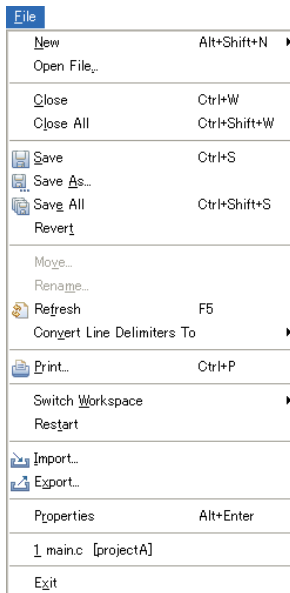 File
New Alt+Shift+N
Open File...
Close Ctrl+W
Close All Ctrl+Shift+W
Save Ctrl+S
Save As...
Save All Ctrl+Shift+S
Revert
Move...
Rename...
Refresh F5
Convert Line Delimiters To
Print... Ctrl+P
Switch Workspace
Restart
Import...
Export...
Properties Alt+Enter
1 main.c [projectA]
Exit